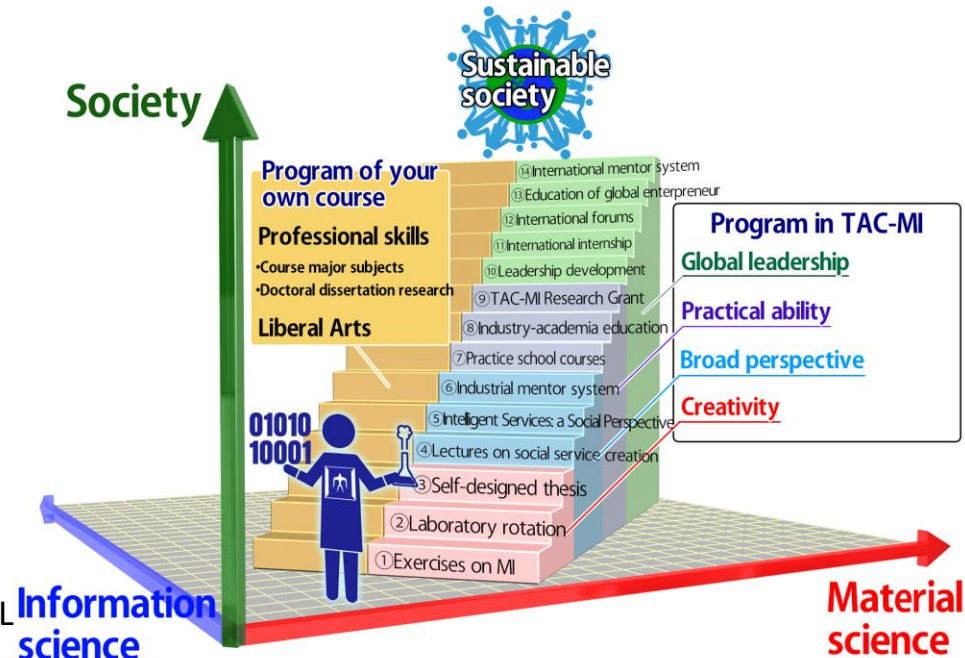 Sustainable
society
Society
Program of your
own course
Professional skills
•Course major subjects
•Doctoral dissertation research
Liberal Arts
⑭International mentor system
⑬Education of global enterpreneur
⑫International forums
⑪International internship
⑩Leadership development
⑨TAC-MI Research Grant
⑧Industry-academia education
⑦Practice school courses
⑥Industrial mentor system
⑤Intelligent Services: a Social Perspective
④Lectures on social service creation
③Self-designed thesis
②Laboratory rotation
①Exercises on MI
Program in TAC-MI
Global leadership
Practical ability
Broad perspective
Creativity
01010
10001
L
Information
science
Material
science